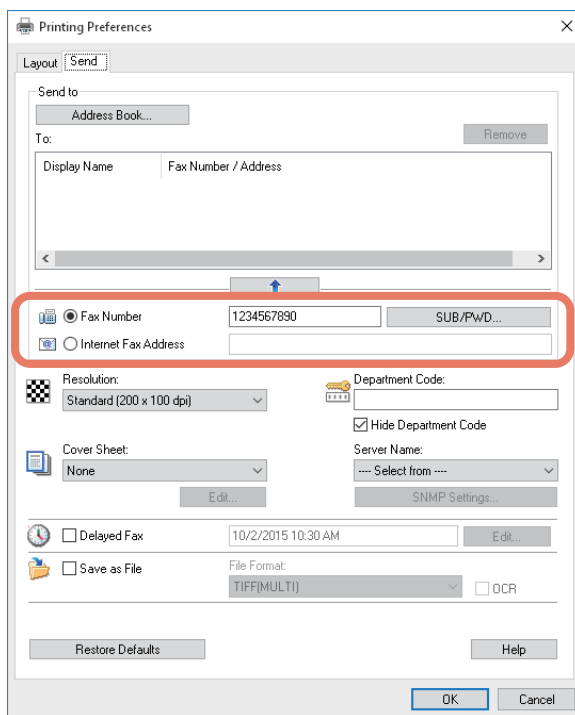 Printing Preferences
Layout Send
Send to
Address Book...
To:
Remove
Display Name Fax Number / Address
Fax Number 1234567890 SUB/PWD...
Internet Fax Address
Resolution:
Standard (200 x 100 dpi)
Department Code:
Hide Department Code
Cover Sheet:
None
Edit...
Server Name:
---- Select from ----
SNMP Settings...
Delayed Fax 10/2/2015 10:30 AM Edit...
Save as File
File Format:
TIFF(MULTI) OCR
Restore Defaults Help
OK Cancel